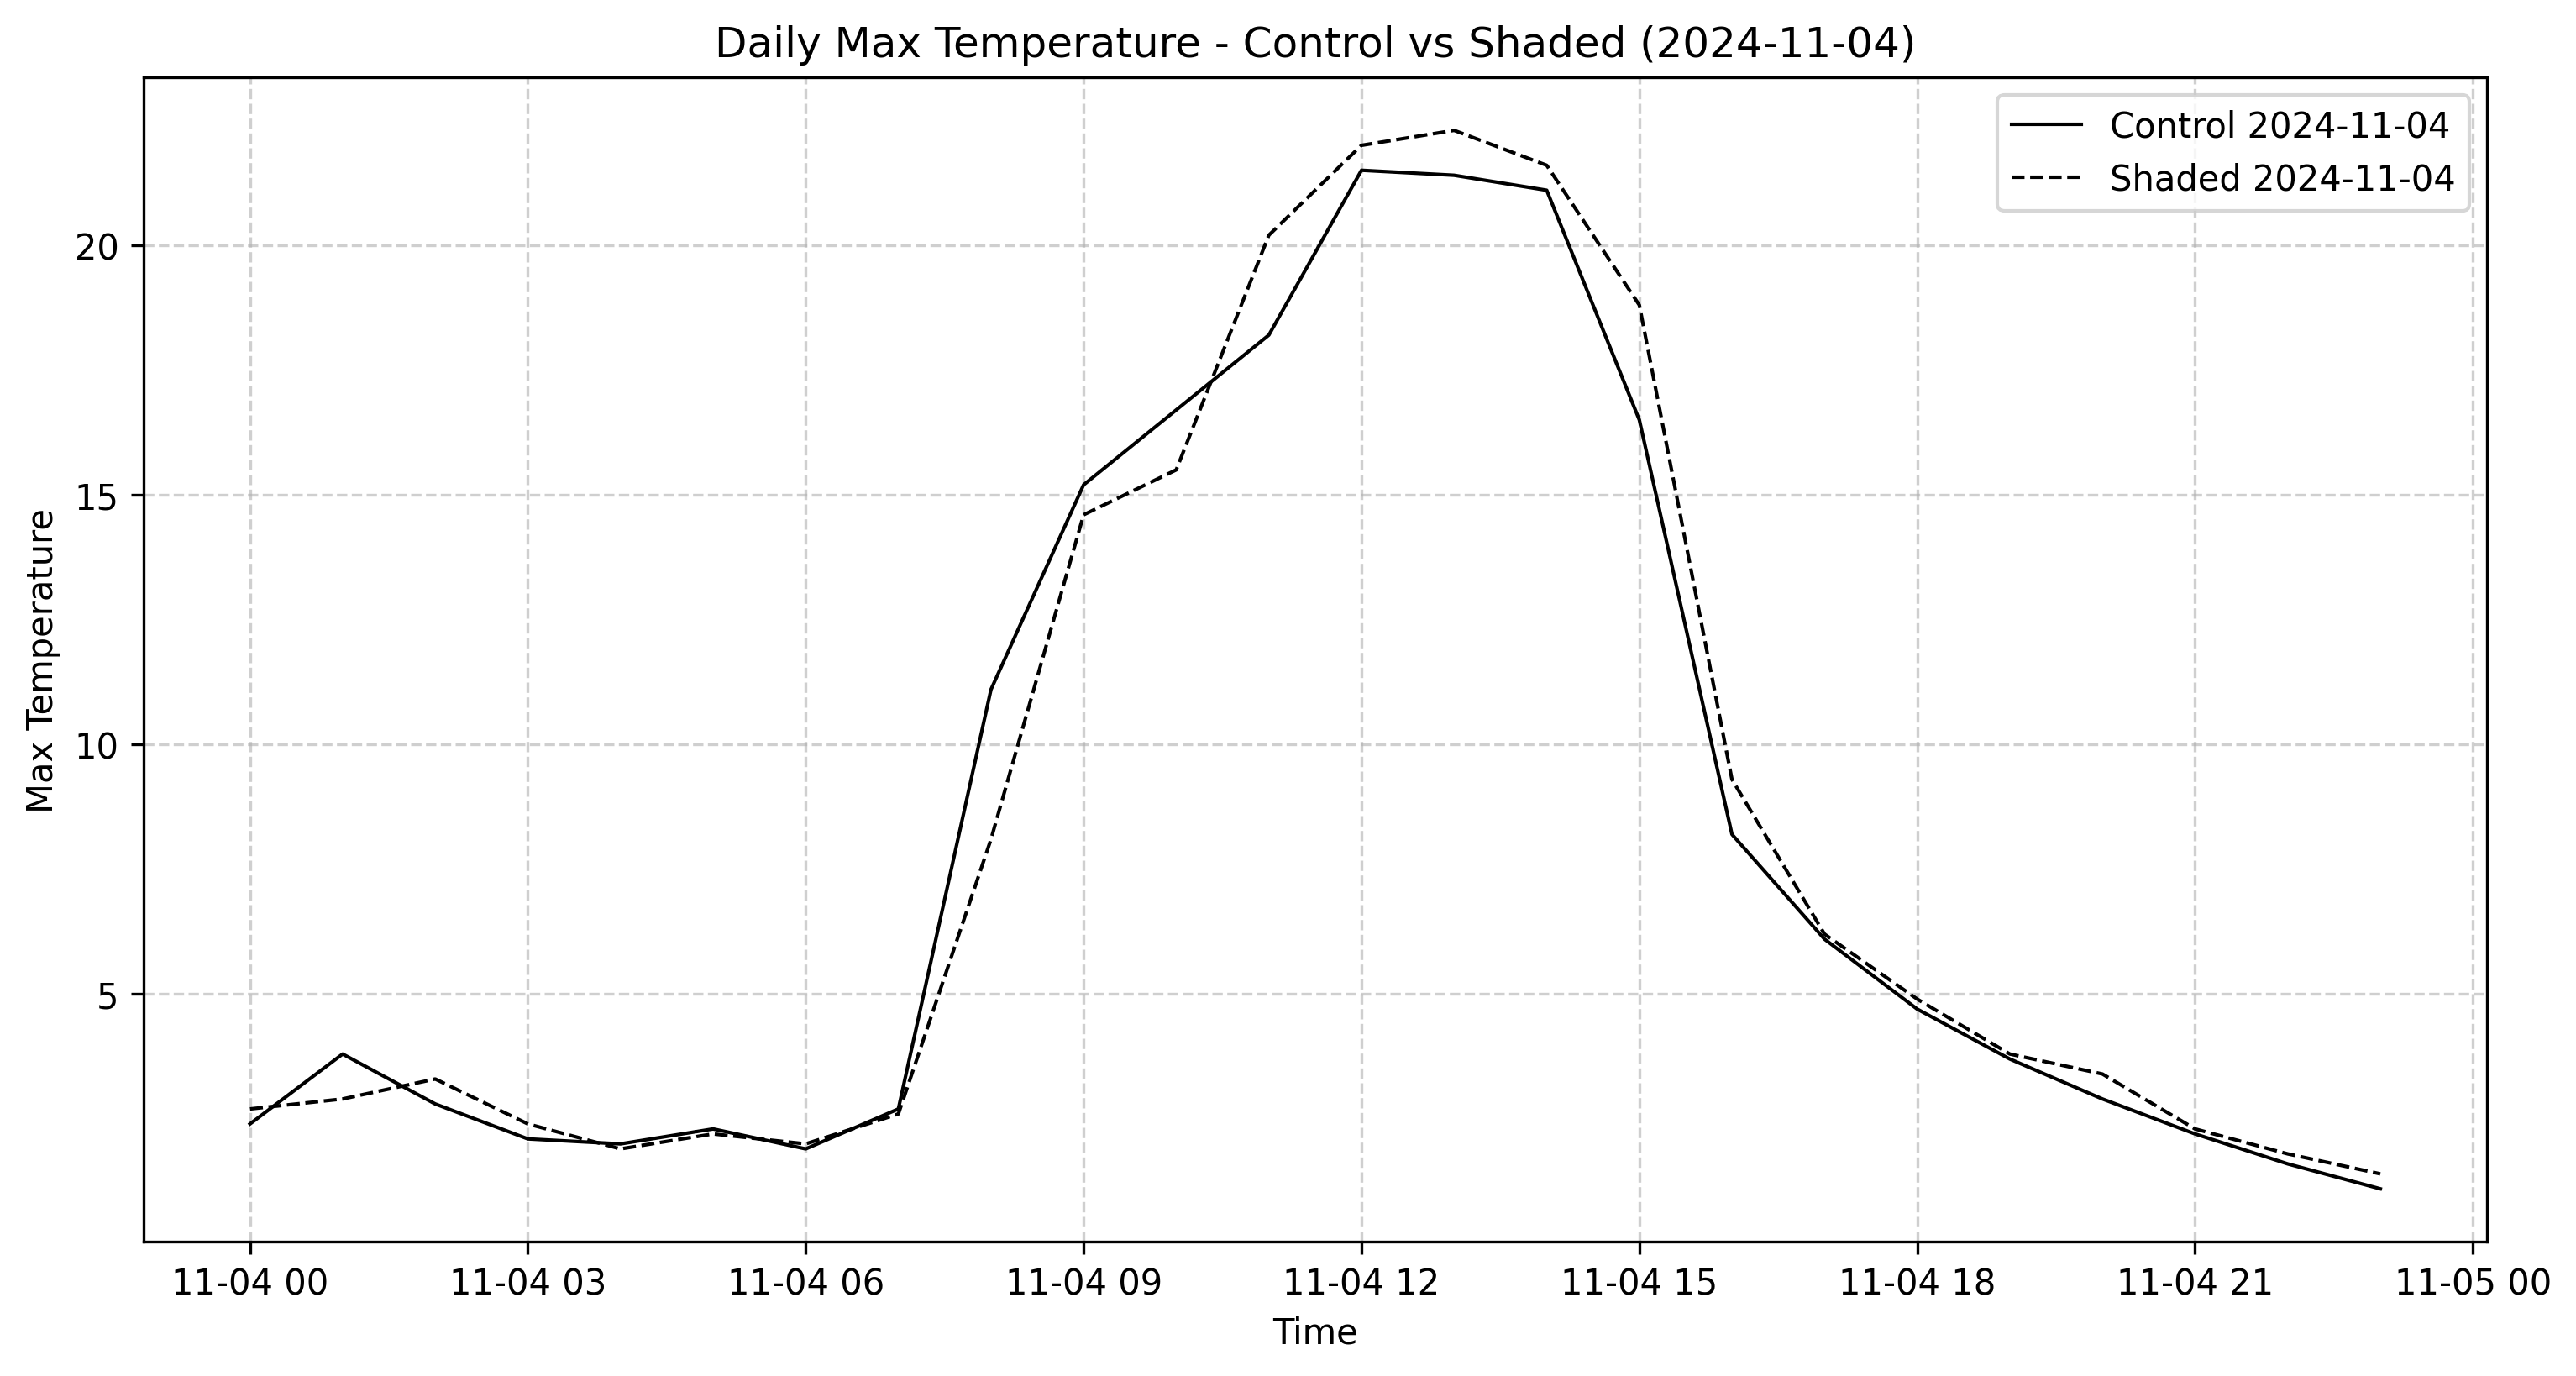 Daily Max Temperature - Control vs Shaded (2024-11-04)
Control 2024-11-04
Shaded 2024-11-04
Max Temperature
20
15
10
5
11-04 00
11-04 03
11-04 06
11-04 09
11-04 12
11-04 15
11-04 18
11-04 21
11-05 00
Time